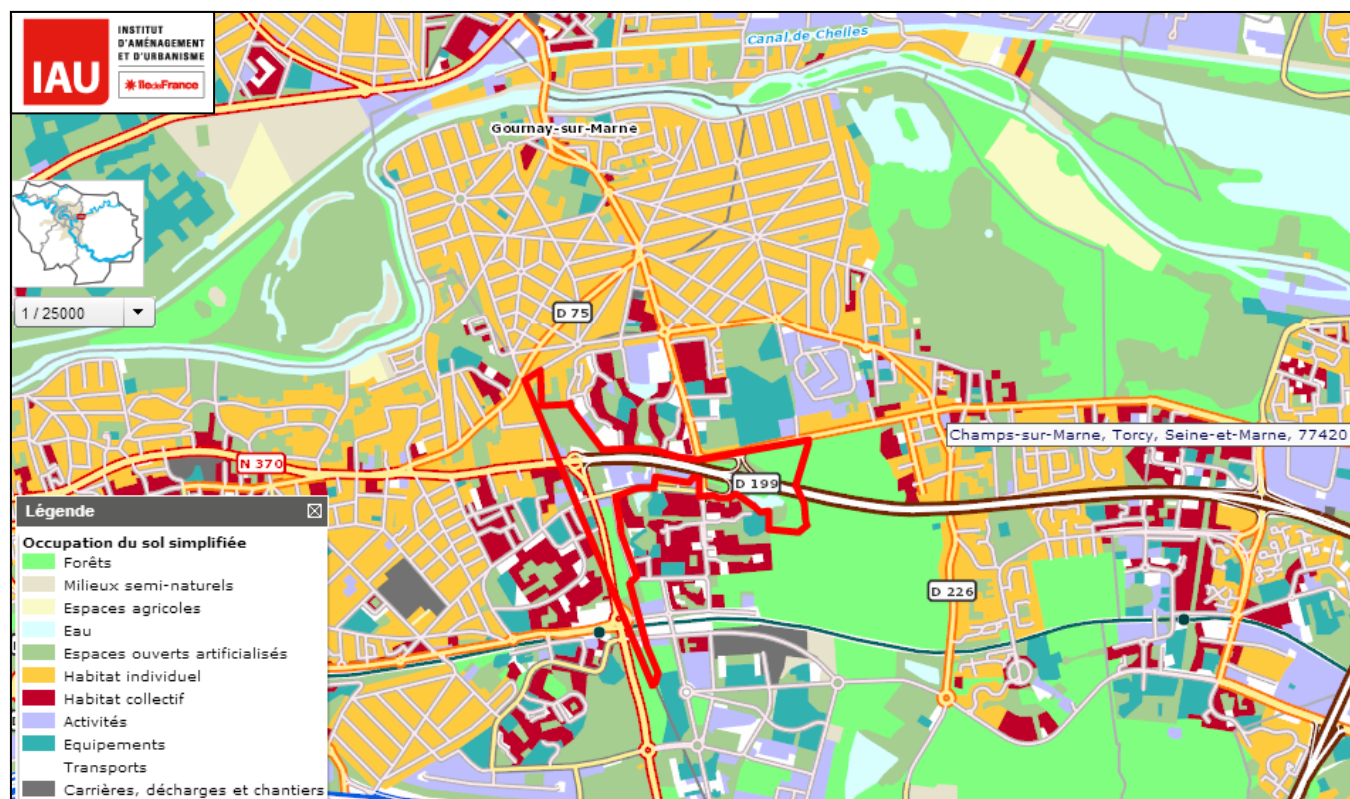 IAU
INSTITUT
D'AMÉNAGEMENT
ET D'URBANISME
îledeFrance
Canal de Chelles
Gournay-sur-Marne
1 / 25000
D 75
Champs-sur-Marne, Torcy, Seine-et-Marne, 77420
N 370
D 199
D 226
Légende
Occupation du sol simplifiée
Forêts
Milieux semi-naturels
Espaces agricoles
Eau
Espaces ouverts artificialisés
Habitat individuel
Habitat collectif
Activités
Equipements
Transports
Carrières, décharges et chantiers